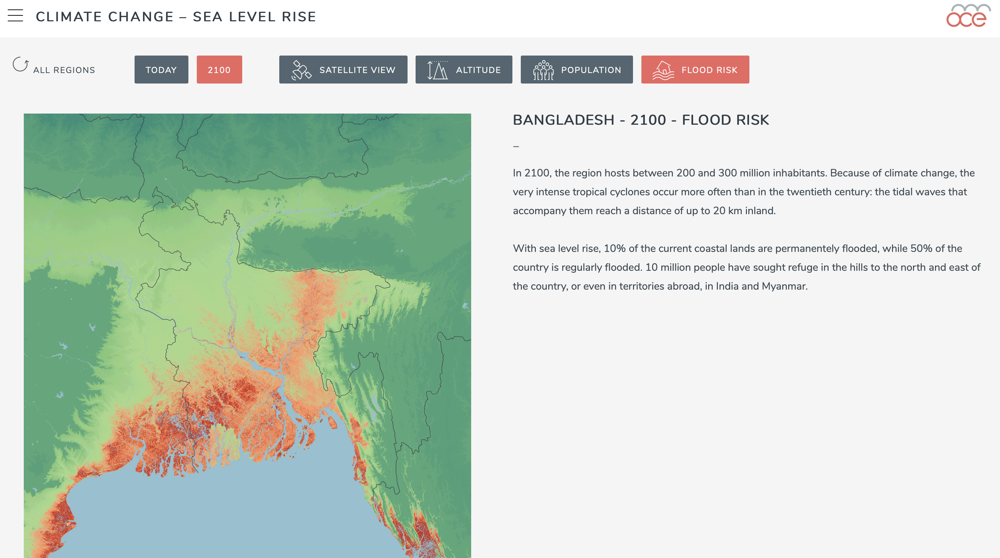 CLIMATE CHANGE – SEA LEVEL RISE
oce
ALL REGIONS
TODAY
2100
SATELLITE VIEW
ALTITUDE
POPULATION
FLOOD RISK
BANGLADESH - 2100 - FLOOD RISK
–
In 2100, the region hosts between 200 and 300 million inhabitants. Because of climate change, the
very intense tropical cyclones occur more often than in the twentieth century: the tidal waves that
accompany them reach a distance of up to 20 km inland.
With sea level rise, 10% of the current coastal lands are permanentely flooded, while 50% of the
country is regularly flooded. 10 million people have sought refuge in the hills to the north and east of
the country, or even in territories abroad, in India and Myanmar.